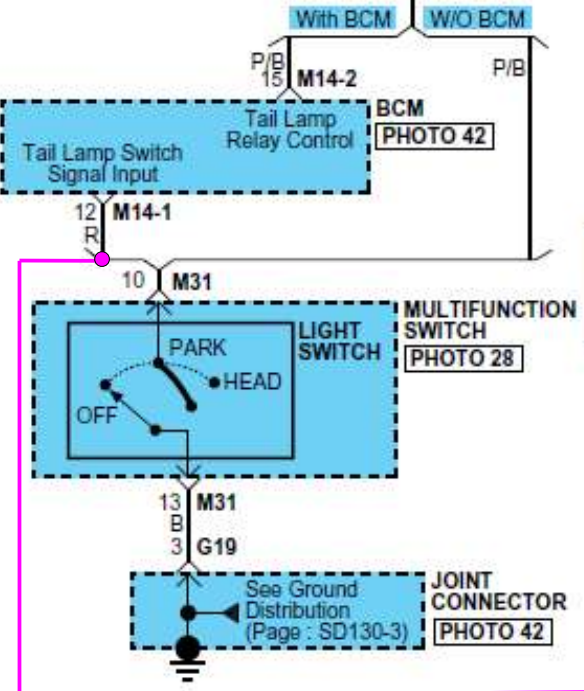 With BCM
W/O BCM
P/B
15 M14-2
P/B
BCM
PHOTO 42
Tail Lamp
Relay Control
Tail Lamp Switch
Signal Input
12 M14-1
R
10 M31
MULTIFUNCTION
SWITCH
PHOTO 28
LIGHT
SWITCH
PARK
HEAD
OFF
13 M31
B
3 G19
See Ground
Distribution
(Page : SD130-3)
JOINT
CONNECTOR
PHOTO 42